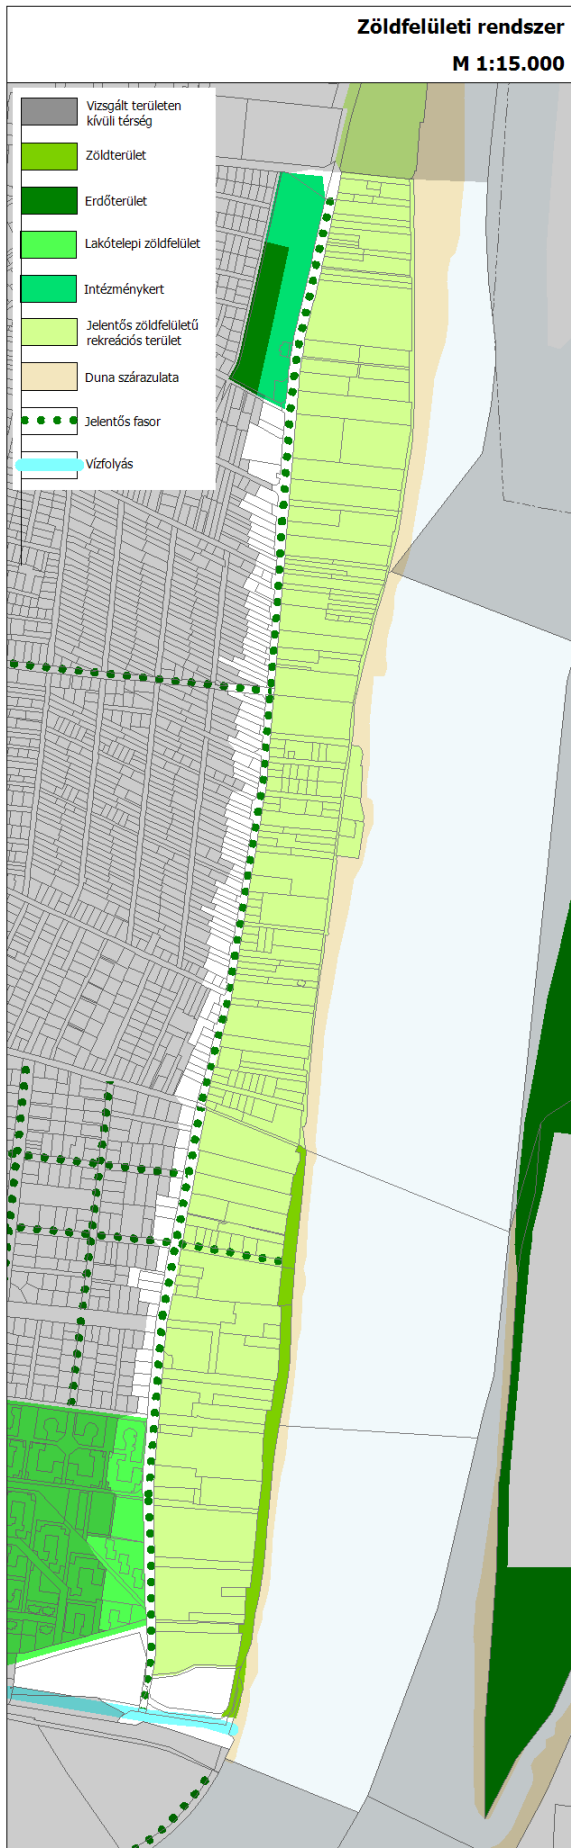 Zöldfelületi rendszer
M 1:15.000
Vizsgált területen
kívüli térség
Zöldterület
Erdőterület
Lakótelepi zöldfelület
Intézménykert
Jelentős zöldfelületű
rekreációs terület
Duna szárazulata
Jelentős fasor
Vízfolyás